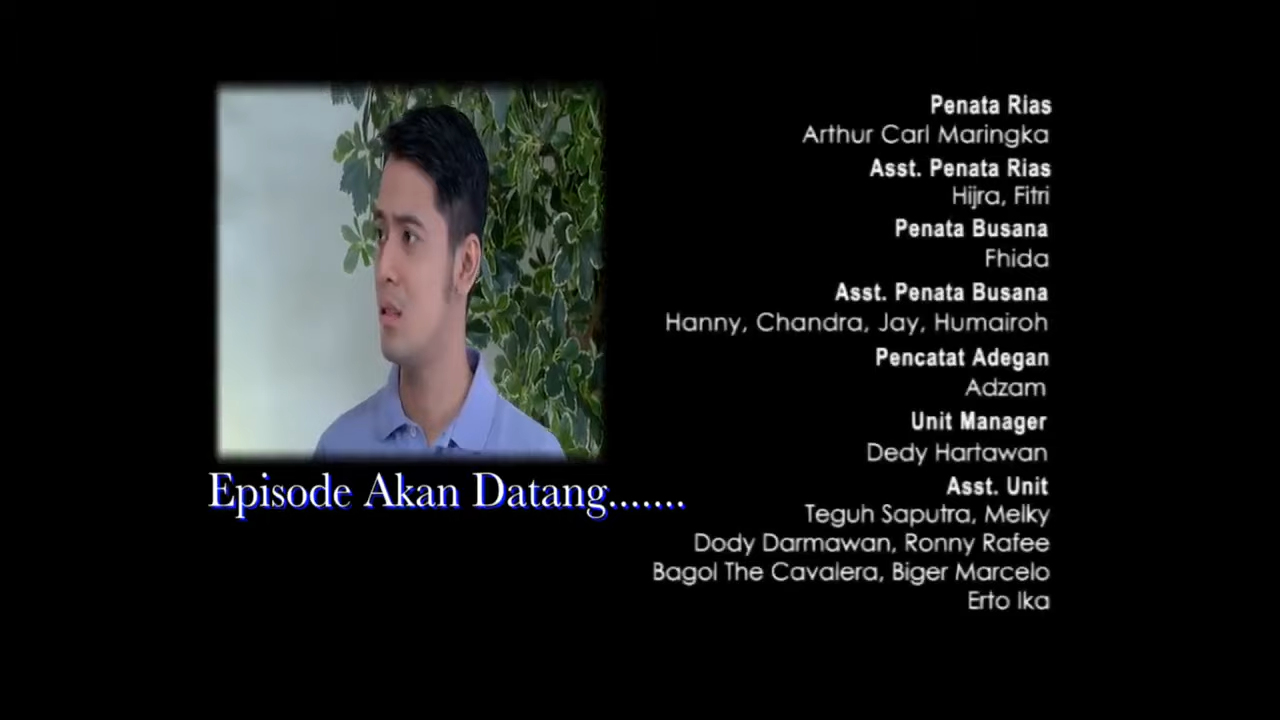 Penata Rias
Arthur Carl Maringka
Asst. Penata Rias
Hijra, Fitri
Penata Busana
Fhida
Asst. Penata Busana
Hanny, Chandra, Jay, Humairoh
Pencatat Adegan
Adzam
Unit Manager
Dedy Hartawan
Asst. Unit
Teguh Saputra, Melky
Dody Darmawan, Ronny Rafee
Bagol The Cavalera, Biger Marcelo
Erto Ika
Episode Akan Datang.......